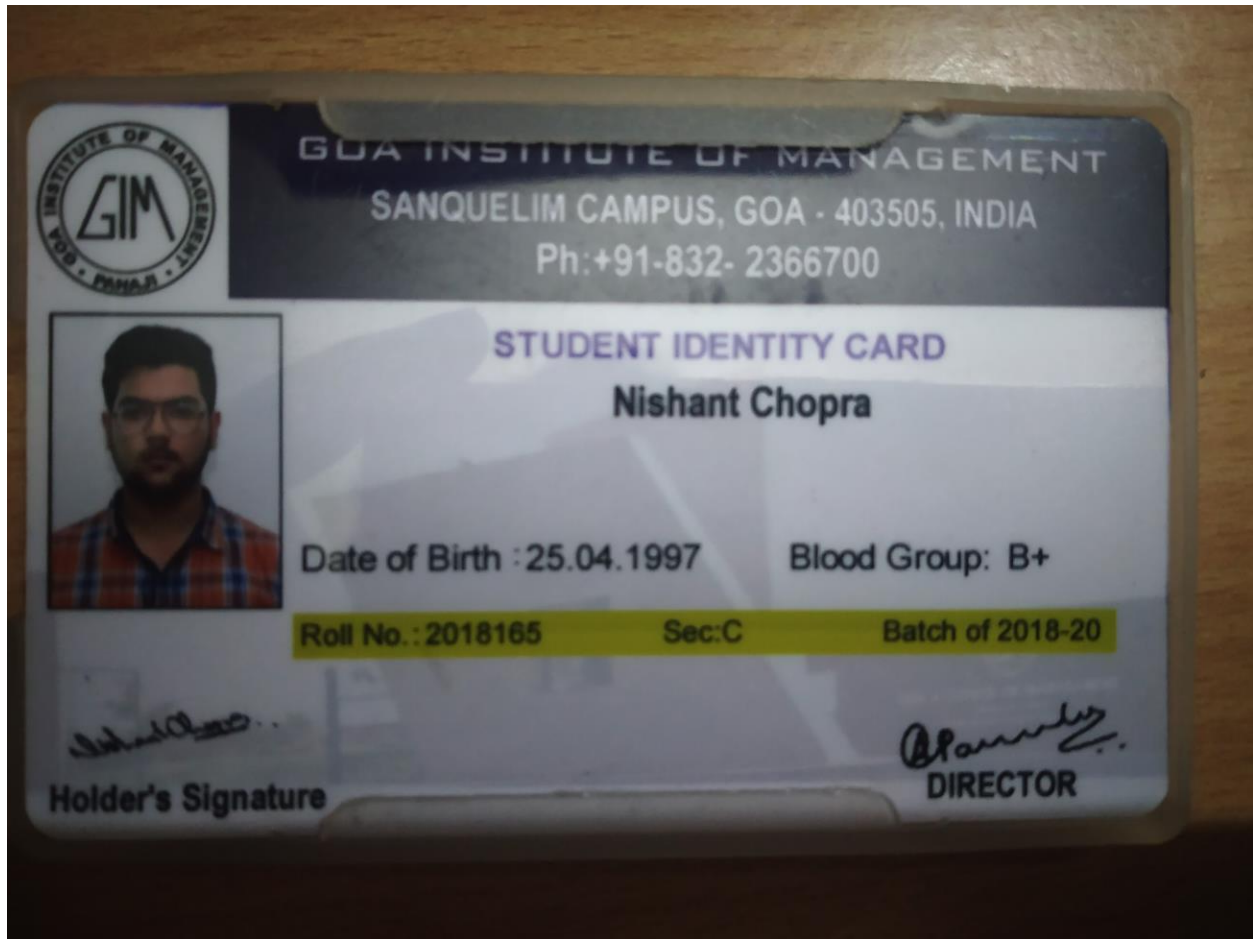 GOA INSTITUTE OF MANAGEMENT
SANQUELIM CAMPUS, GOA - 403505, INDIA
Ph:+91-832- 2366700
GOA INSTITUTE OF MANAGEMENT
GIM
PANAJI
STUDENT IDENTITY CARD
Nishant Chopra
Date of Birth : 25.04.1997 Blood Group: B+
Roll No.: 2018165 Sec:C Batch of 2018-20
Holder's Signature
DIRECTOR